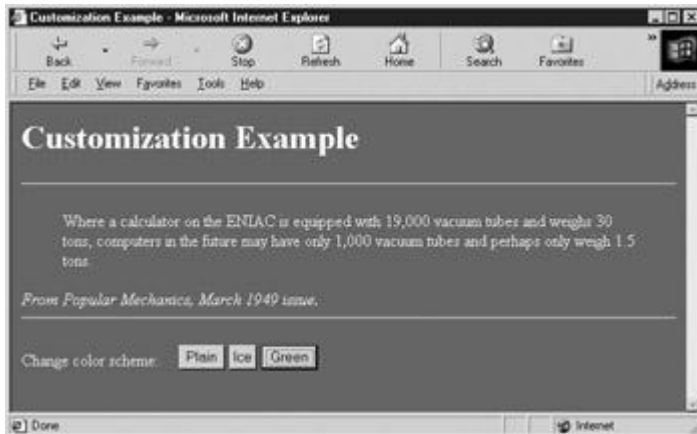 Customization Example - Microsoft Internet Explorer
Back
Forward
Stop
Refresh
Home
Search
Favorites
»
File Edit View Favorites Tools Help
Address
Customization Example
Where a calculator on the ENIAC is equipped with 19,000 vacuum tubes and weighs 30
tons, computers in the future may have only 1,000 vacuum tubes and perhaps only weigh 1.5
tons.
From Popular Mechanics, March 1949 issue.
Change color scheme: Plain Ice Green
Done
Internet